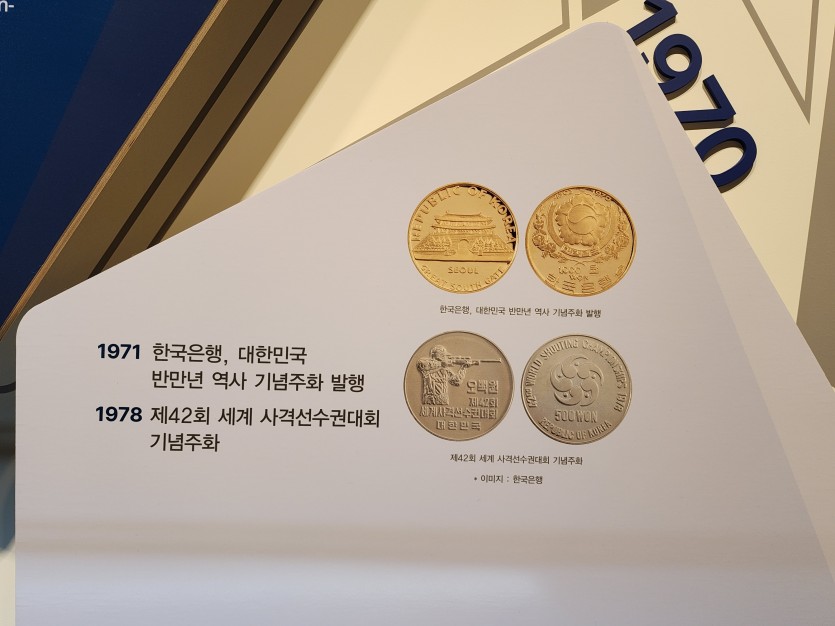 n-
1970
REPUBLIC OF KOREA
SEOUL
GREAT SOUTH GATE
1000
WON
한국은행
한국은행, 대한민국 반만년 역사 기념주화 발행
1971 한국은행, 대한민국
반만년 역사 기념주화 발행
1978 제42회 세계 사격선수권대회
기념주화
오백원
제42회
세계사격선수권대회
대한민국
42nd WORLD SHOOTING CHAMPIONSHIPS 1978
500 WON
REPUBLIC OF KOREA
제42회 세계 사격선수권대회 기념주화
* 이미지 : 한국은행